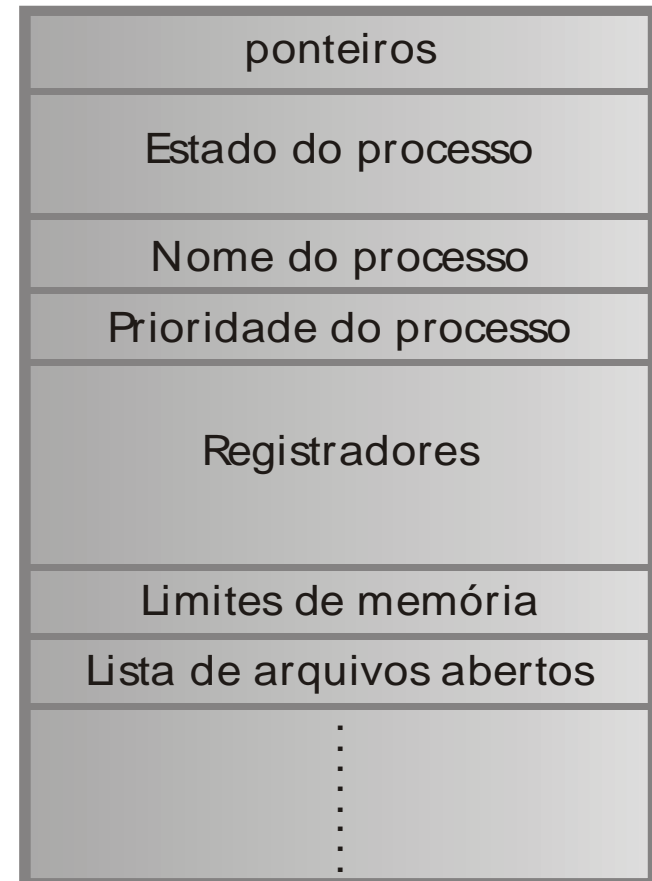 ponteiros
Estado do processo
Nome do processo
Prioridade do processo
Registradores
Limites de memória
Lista de arquivos abertos